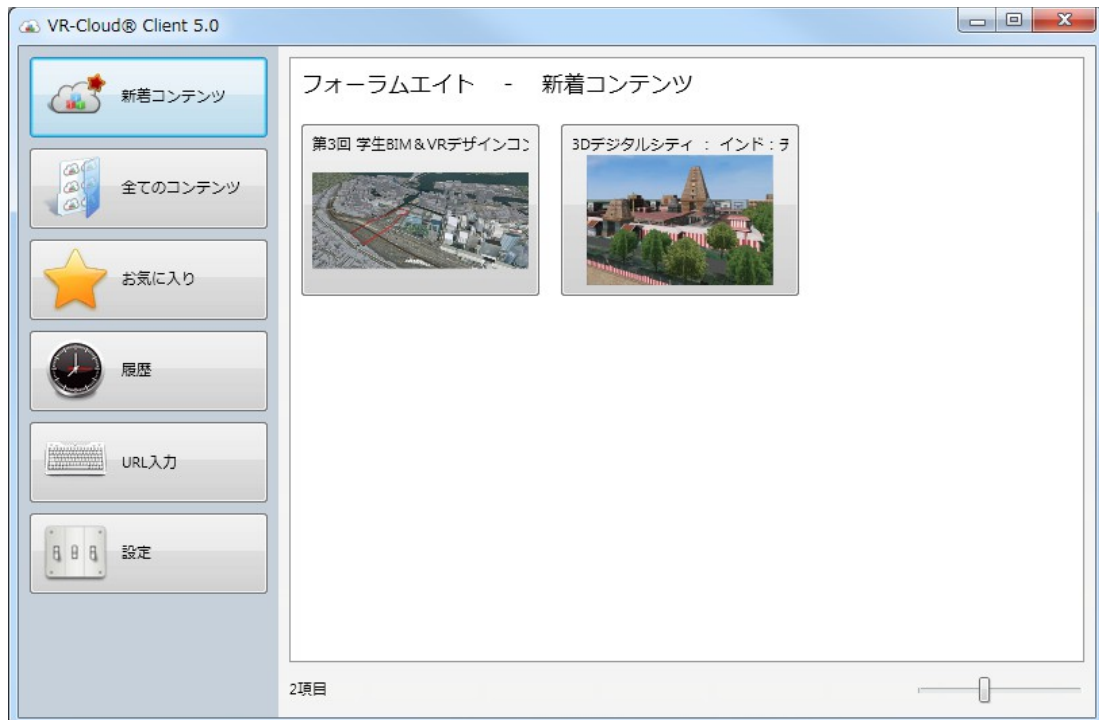 VR-Cloud® Client 5.0
新着コンテンツ
全てのコンテンツ
お気に入り
履歴
URL入力
設定
フォーラムエイト - 新着コンテンツ
第3回 学生BIM&VRデザインコン
3Dデジタルシティ : インド:テ
2項目